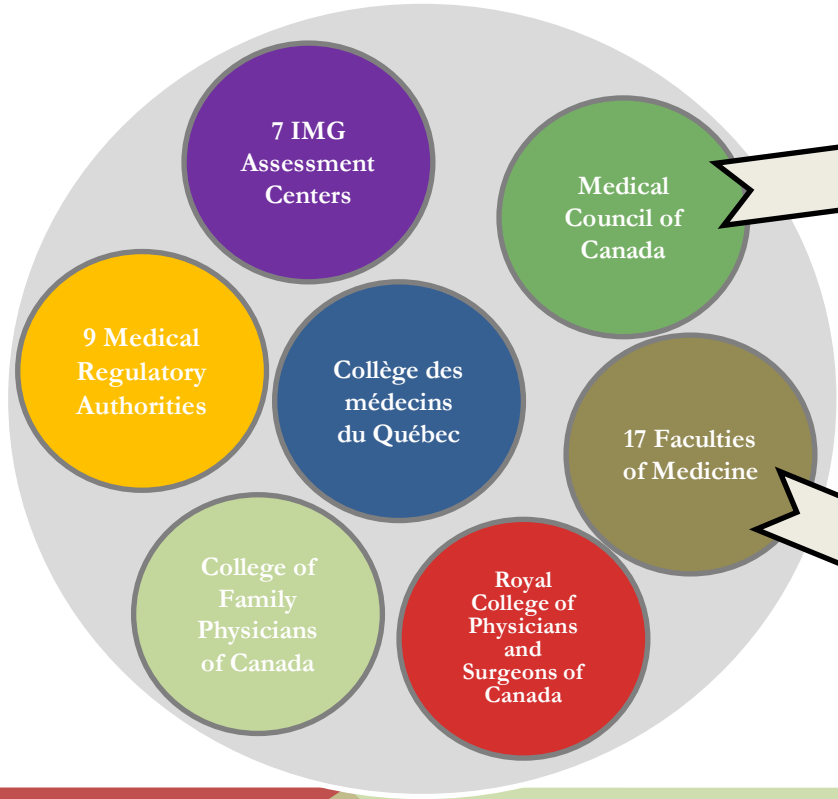 7 IMG
Assessment
Centers
Medical
Council of
Canada
9 Medical
Regulatory
Authorities
Collège des
médecins
du Québec
17 Faculties
of Medicine
College of
Family
Physicians
of Canada
Royal
College of
Physicians
and
Surgeons of
Canada